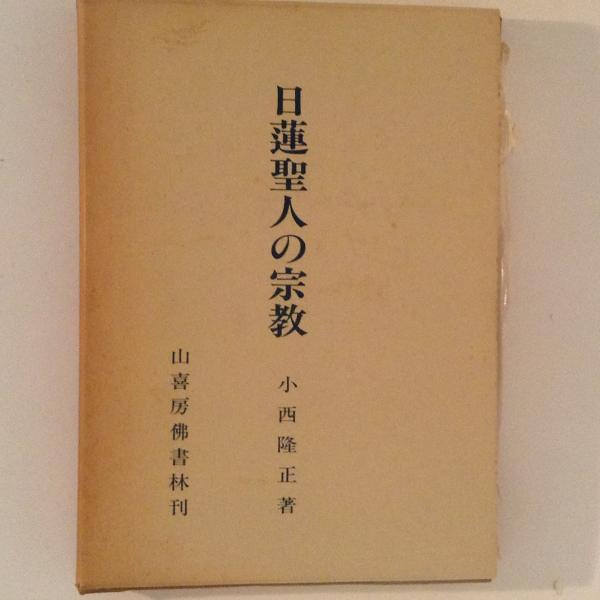 日蓮聖人の宗教
小西隆正著
山喜房佛書林刊